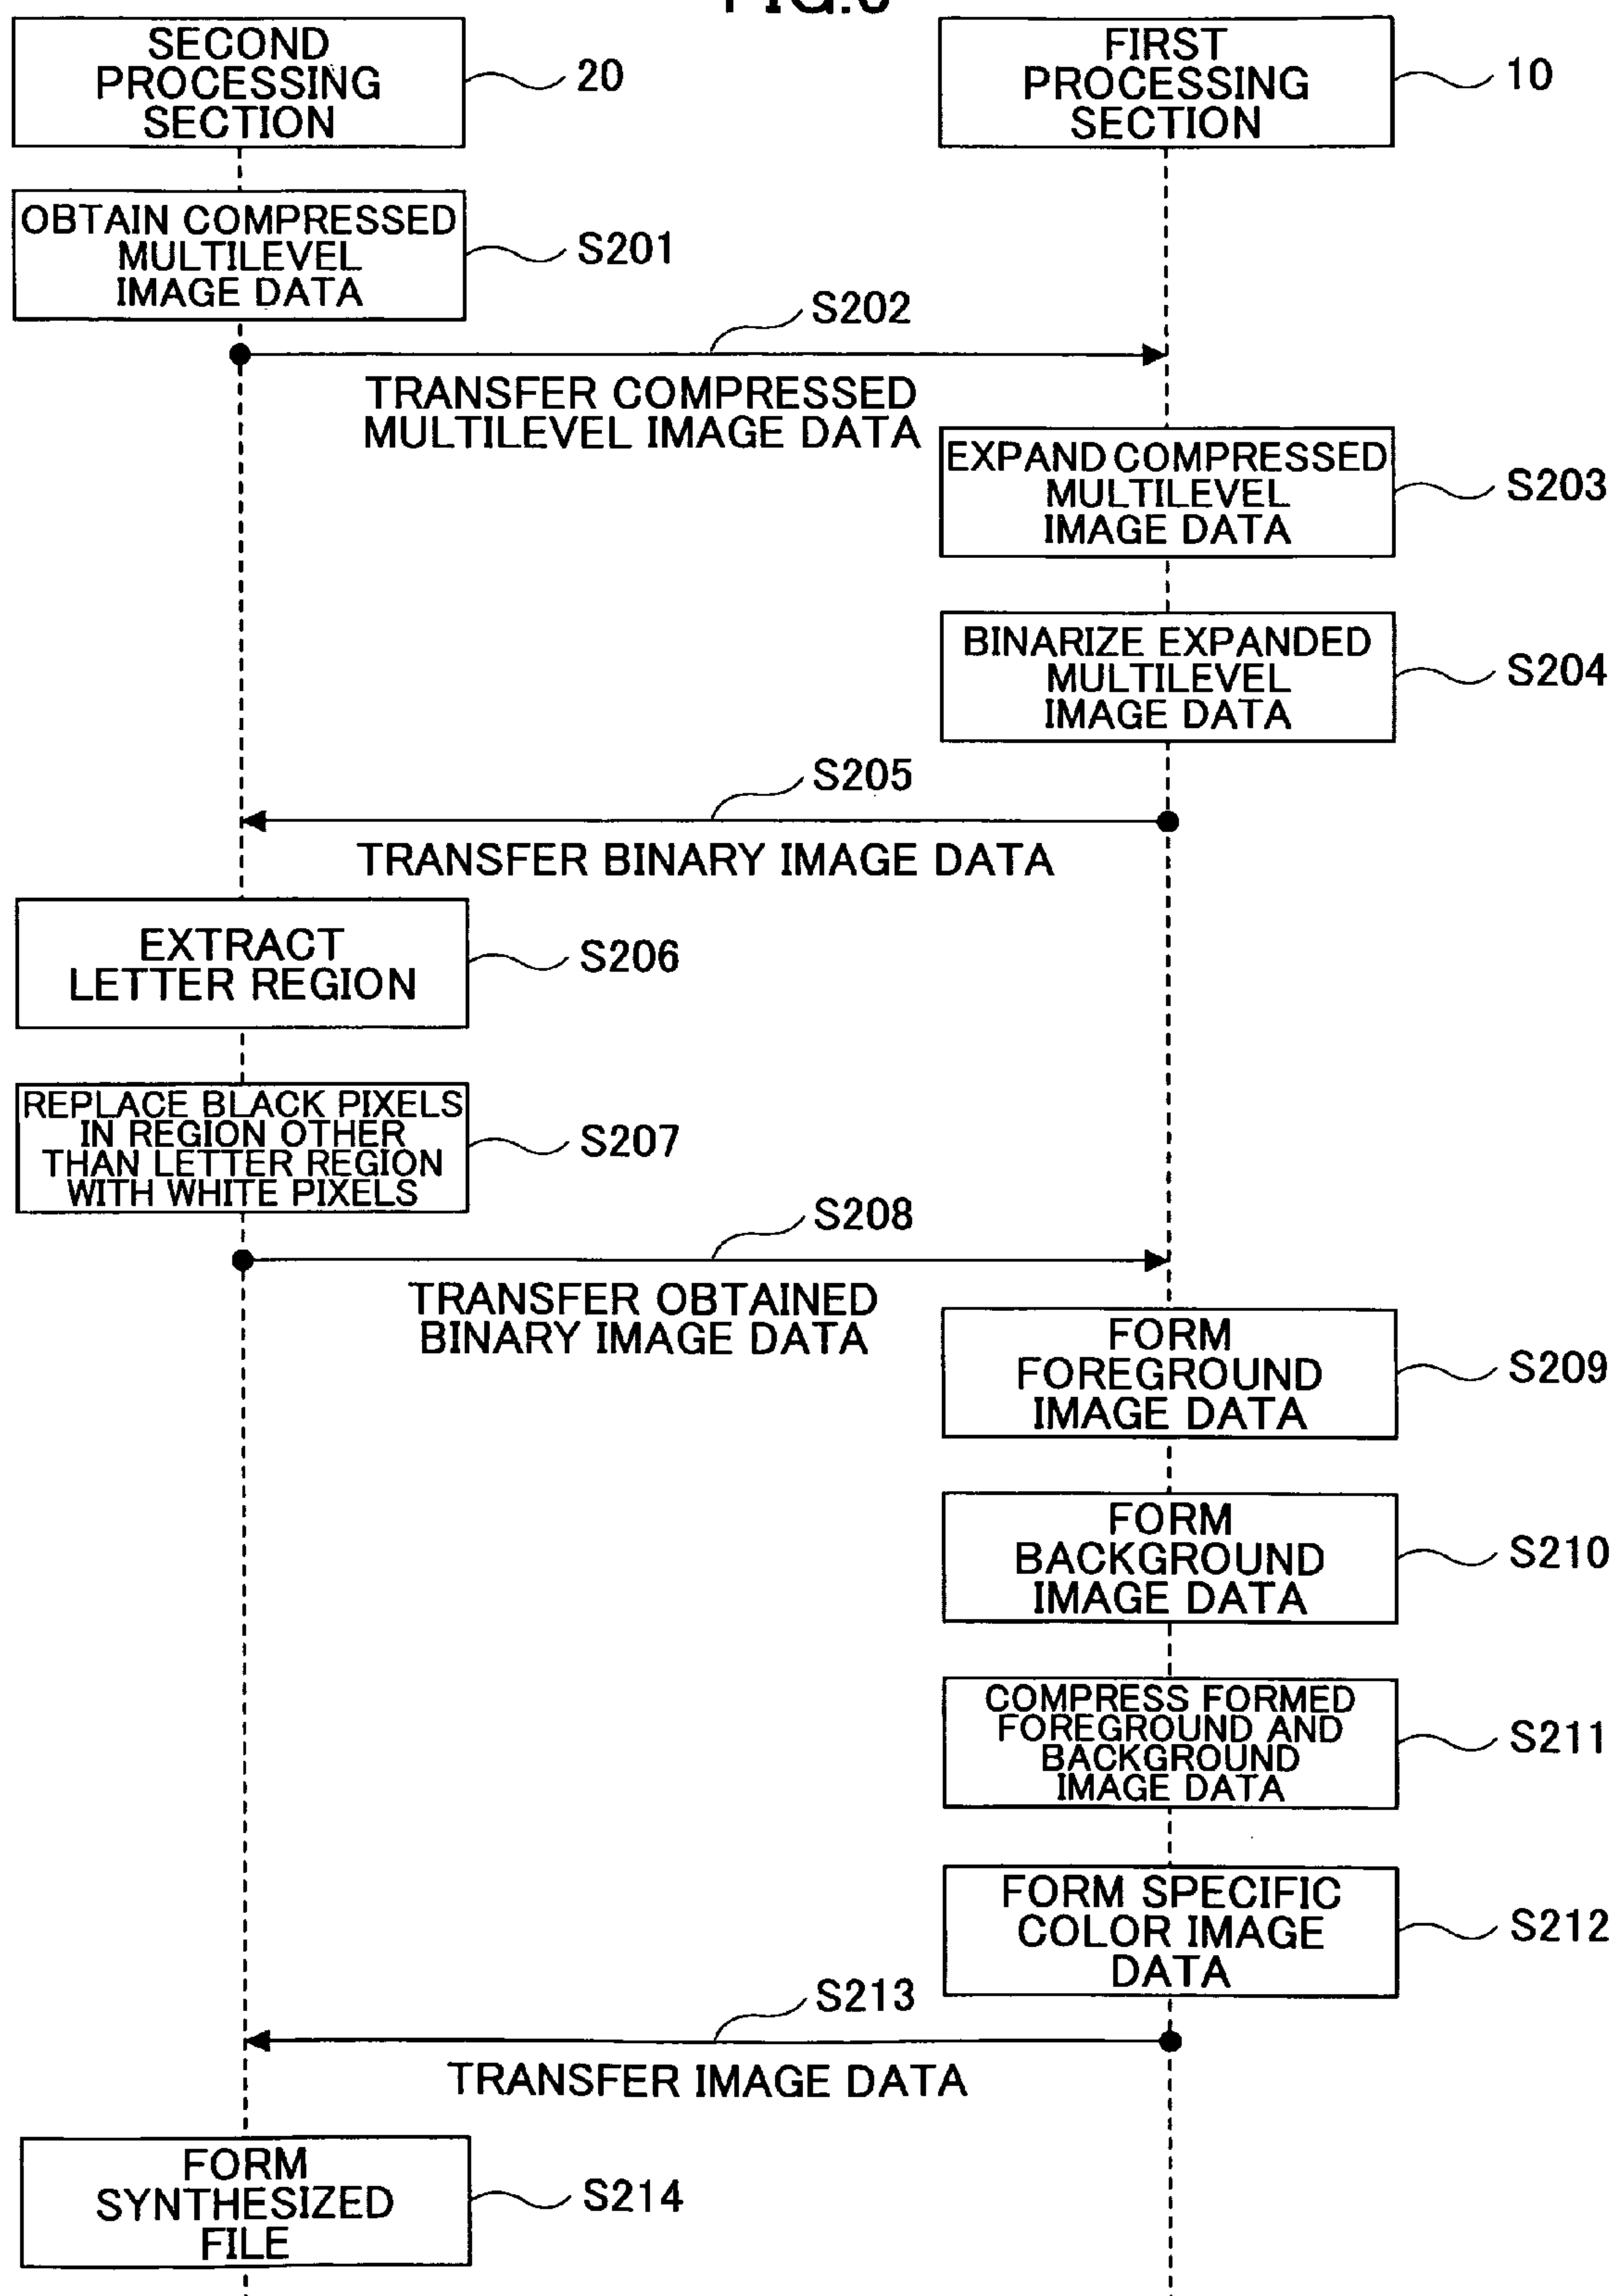 SECOND
PROCESSING
SECTION
20
FIRST
PROCESSING
SECTION
10
OBTAIN COMPRESSED
MULTILEVEL
IMAGE DATA
S201
S202
TRANSFER COMPRESSED
MULTILEVEL IMAGE DATA
EXPAND COMPRESSED
MULTILEVEL
IMAGE DATA
S203
BINARIZE EXPANDED
MULTILEVEL
IMAGE DATA
S204
S205
TRANSFER BINARY IMAGE DATA
EXTRACT
LETTER REGION
S206
REPLACE BLACK PIXELS
IN REGION OTHER
THAN LETTER REGION
WITH WHITE PIXELS
S207
S208
TRANSFER OBTAINED
BINARY IMAGE DATA
FORM
FOREGROUND
IMAGE DATA
S209
FORM
BACKGROUND
IMAGE DATA
S210
COMPRESS FORMED
FOREGROUND AND
BACKGROUND
IMAGE DATA
S211
FORM SPECIFIC
COLOR IMAGE
DATA
S212
S213
TRANSFER IMAGE DATA
FORM
SYNTHESIZED
FILE
S214